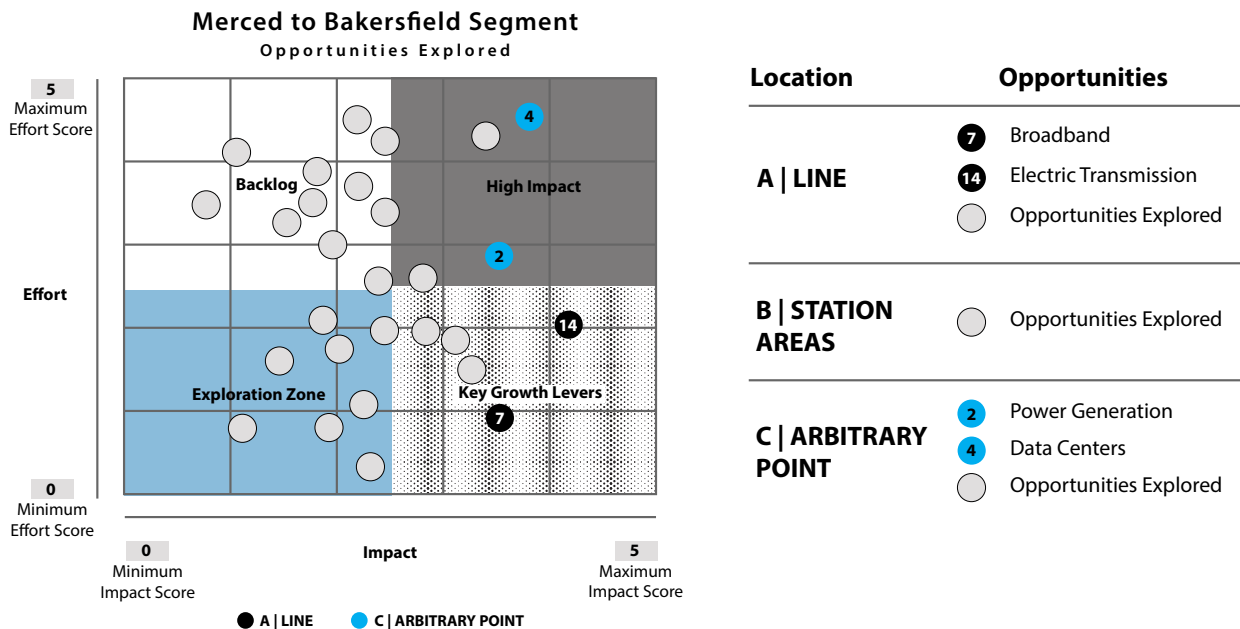 Merced to Bakersfield Segment
Opportunities Explored
5
Maximum
Effort Score
Effort
0
Minimum
Effort Score
Backlog
High Impact
Exploration Zone
Key Growth Levers
4
2
14
7
0
Minimum
Impact Score
Impact
5
Maximum
Impact Score
A | LINE
C | ARBITRARY POINT
Location
Opportunities
A | LINE
7 Broadband
14 Electric Transmission
Opportunities Explored
B | STATION
AREAS
Opportunities Explored
C | ARBITRARY
POINT
2 Power Generation
4 Data Centers
Opportunities Explored